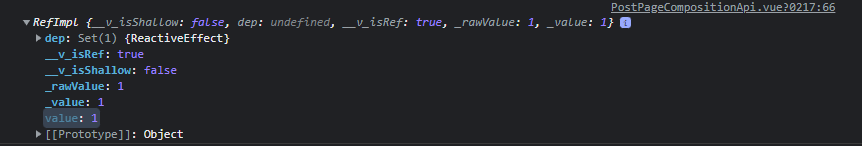 PostPageCompositionApi.vue?0217:66
▼RefImpl {__v_isShallow: false, dep: undefined, __v_isRef: true, _rawValue: 1, _value: 1} i
▶ dep: Set(1) {ReactiveEffect}
__v_isRef: true
__v_isShallow: false
_rawValue: 1
_value: 1
value: 1
▶ [[Prototype]]: Object